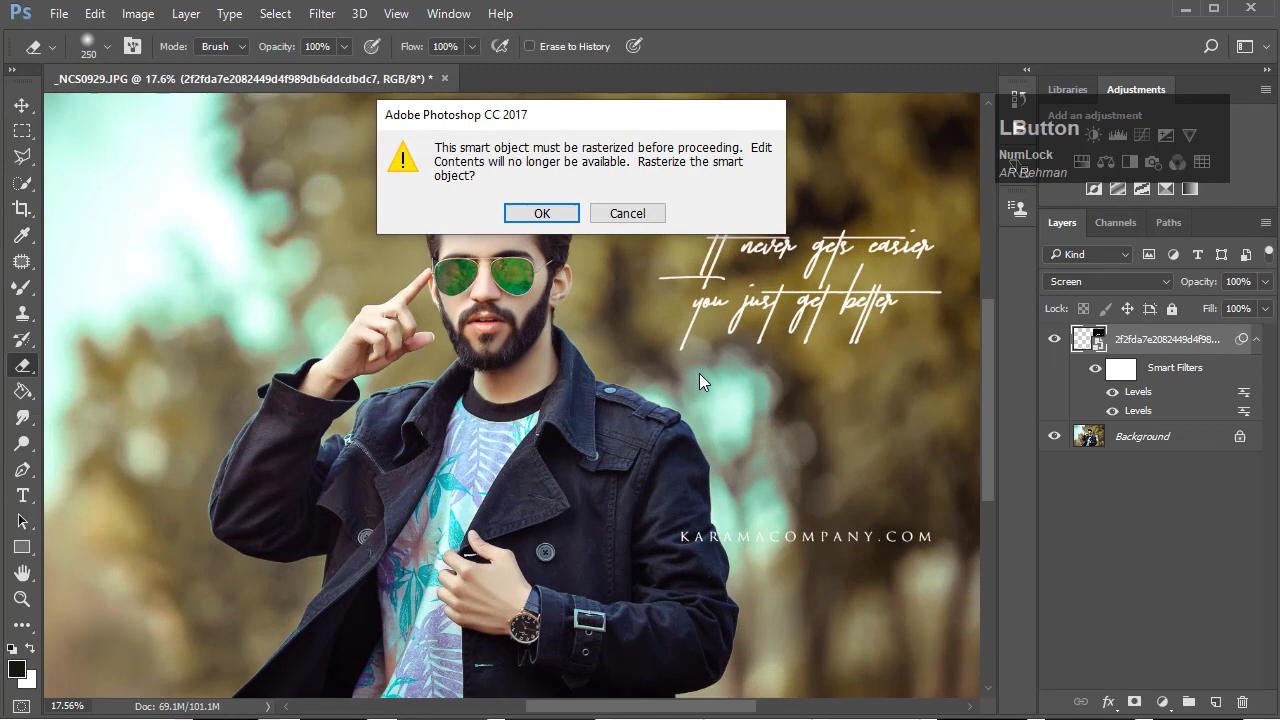 Ps File Edit Image Layer Type Select Filter 3D View Window Help
250 Mode: Brush Opacity: 100% Flow: 100% Erase to History
_NCS0929.JPG @ 17.6% (2f2fda7e2082449d4f989db6ddcdbdc7, RGB/8*) * ×
Libraries Adjustments
Add an adjustment
LButton
NumLock
AR Rehman
Adobe Photoshop CC 2017
This smart object must be rasterized before proceeding. Edit
Contents will no longer be available. Rasterize the smart
object?
OK Cancel
It never gets easier
you just get better
KARAMACOMPANY.COM
Layers Channels Paths
Kind
Screen Opacity: 100%
Lock: Fill: 100%
2f2fda7e2082449d4f98...
Smart Filters
Levels
Levels
Background
17.56% Doc: 69.1M/101.1M